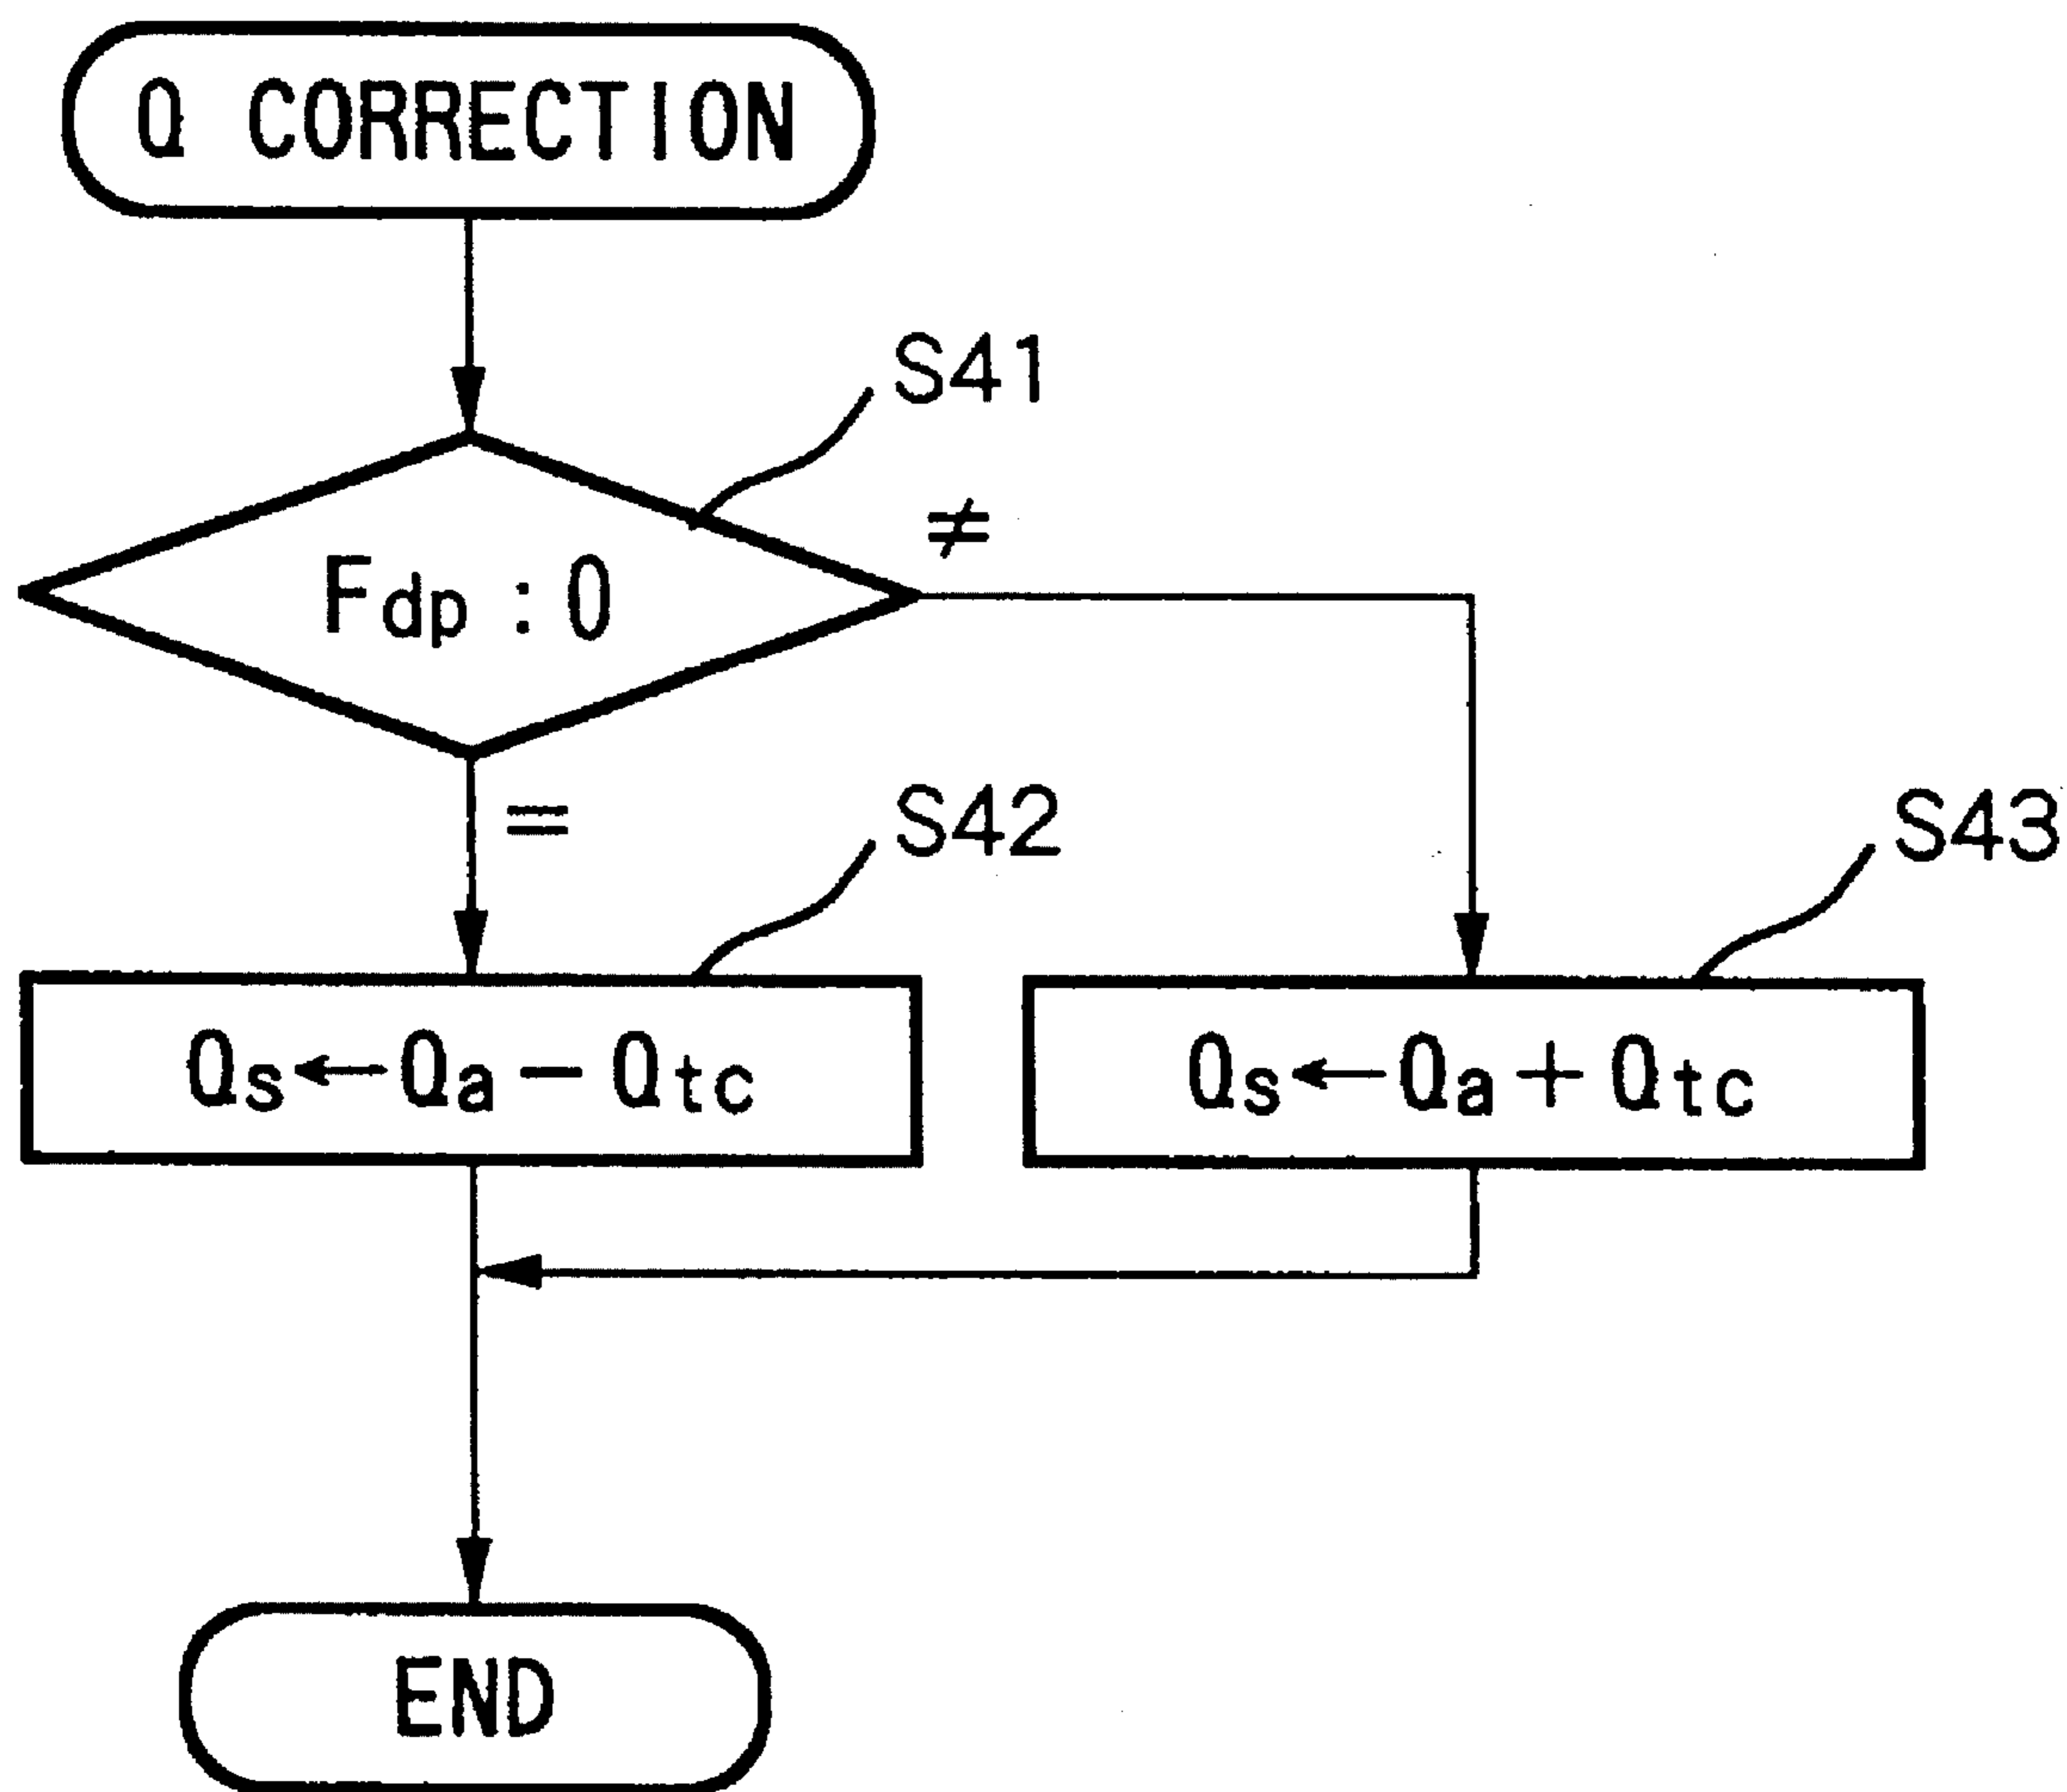 Q CORRECTION
S41
≠
Fdp : 0
=
S42
S43
Qs←Qa−Qtc
Qs←Qa+Qtc
END